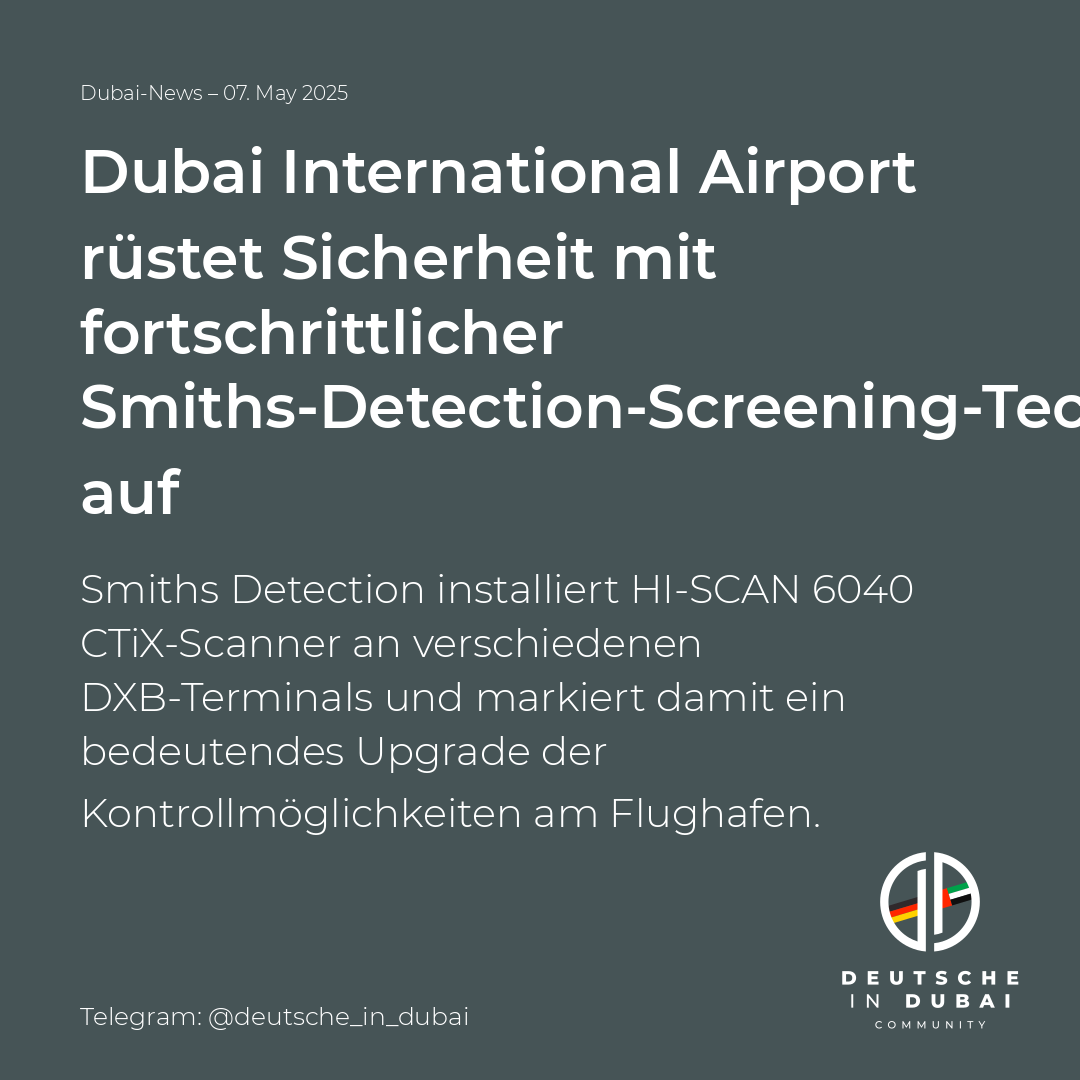 Dubai-News – 07. May 2025
Dubai International Airport
rüstet Sicherheit mit
fortschrittlicher
Smiths-Detection-Screening-Tec
auf
Smiths Detection installiert HI-SCAN 6040
CTiX-Scanner an verschiedenen
DXB-Terminals und markiert damit ein
bedeutendes Upgrade der
Kontrollmöglichkeiten am Flughafen.
DEUTSCHE
IN DUBAI
COMMUNITY
Telegram: @deutsche_in_dubai